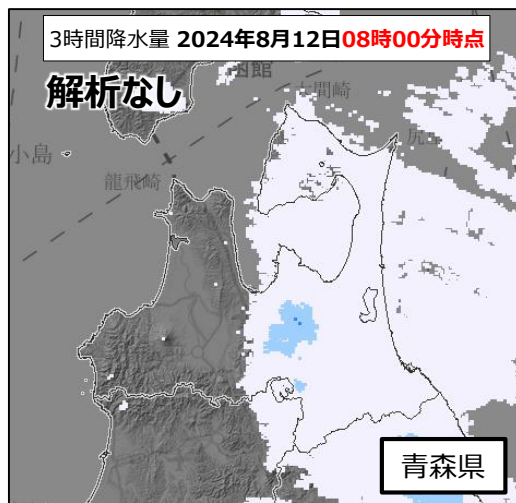 3時間降水量 2024年8月12日08時00分時点
解析なし
函館
大間崎
小島
龍飛崎
青森県